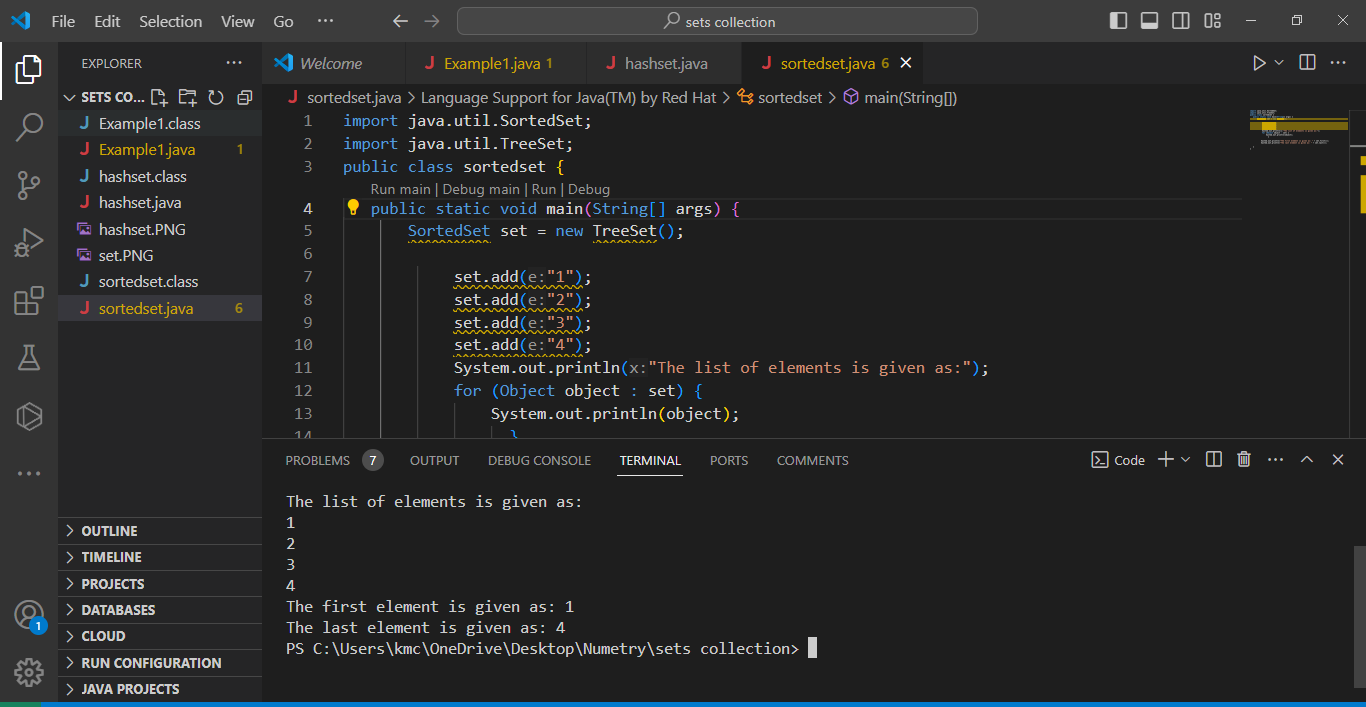 File Edit Selection View Go ··· sets collection
EXPLORER ···
SETS CO...
Example1.class
Example1.java 1
hashset.class
hashset.java
hashset.PNG
set.PNG
sortedset.class
sortedset.java 6
OUTLINE
TIMELINE
PROJECTS
DATABASES
CLOUD
RUN CONFIGURATION
JAVA PROJECTS
1
Welcome J Example1.java 1 J hashset.java J sortedset.java 6
J sortedset.java > Language Support for Java(TM) by Red Hat > sortedset > main(String[])
1 import java.util.SortedSet;
2 import java.util.TreeSet;
3 public class sortedset {
Run main | Debug main | Run | Debug
4 public static void main(String[] args) {
5 SortedSet set = new TreeSet();
6
7 set.add(e:"1");
8 set.add(e:"2");
9 set.add(e:"3");
10 set.add(e:"4");
11 System.out.println(x:"The list of elements is given as:");
12 for (Object object : set) {
13 System.out.println(object);
14 }
PROBLEMS 7 OUTPUT DEBUG CONSOLE TERMINAL PORTS COMMENTS Code
The list of elements is given as:
1
2
3
4
The first element is given as: 1
The last element is given as: 4
PS C:\Users\kmc\OneDrive\Desktop\Numetry\sets collection>